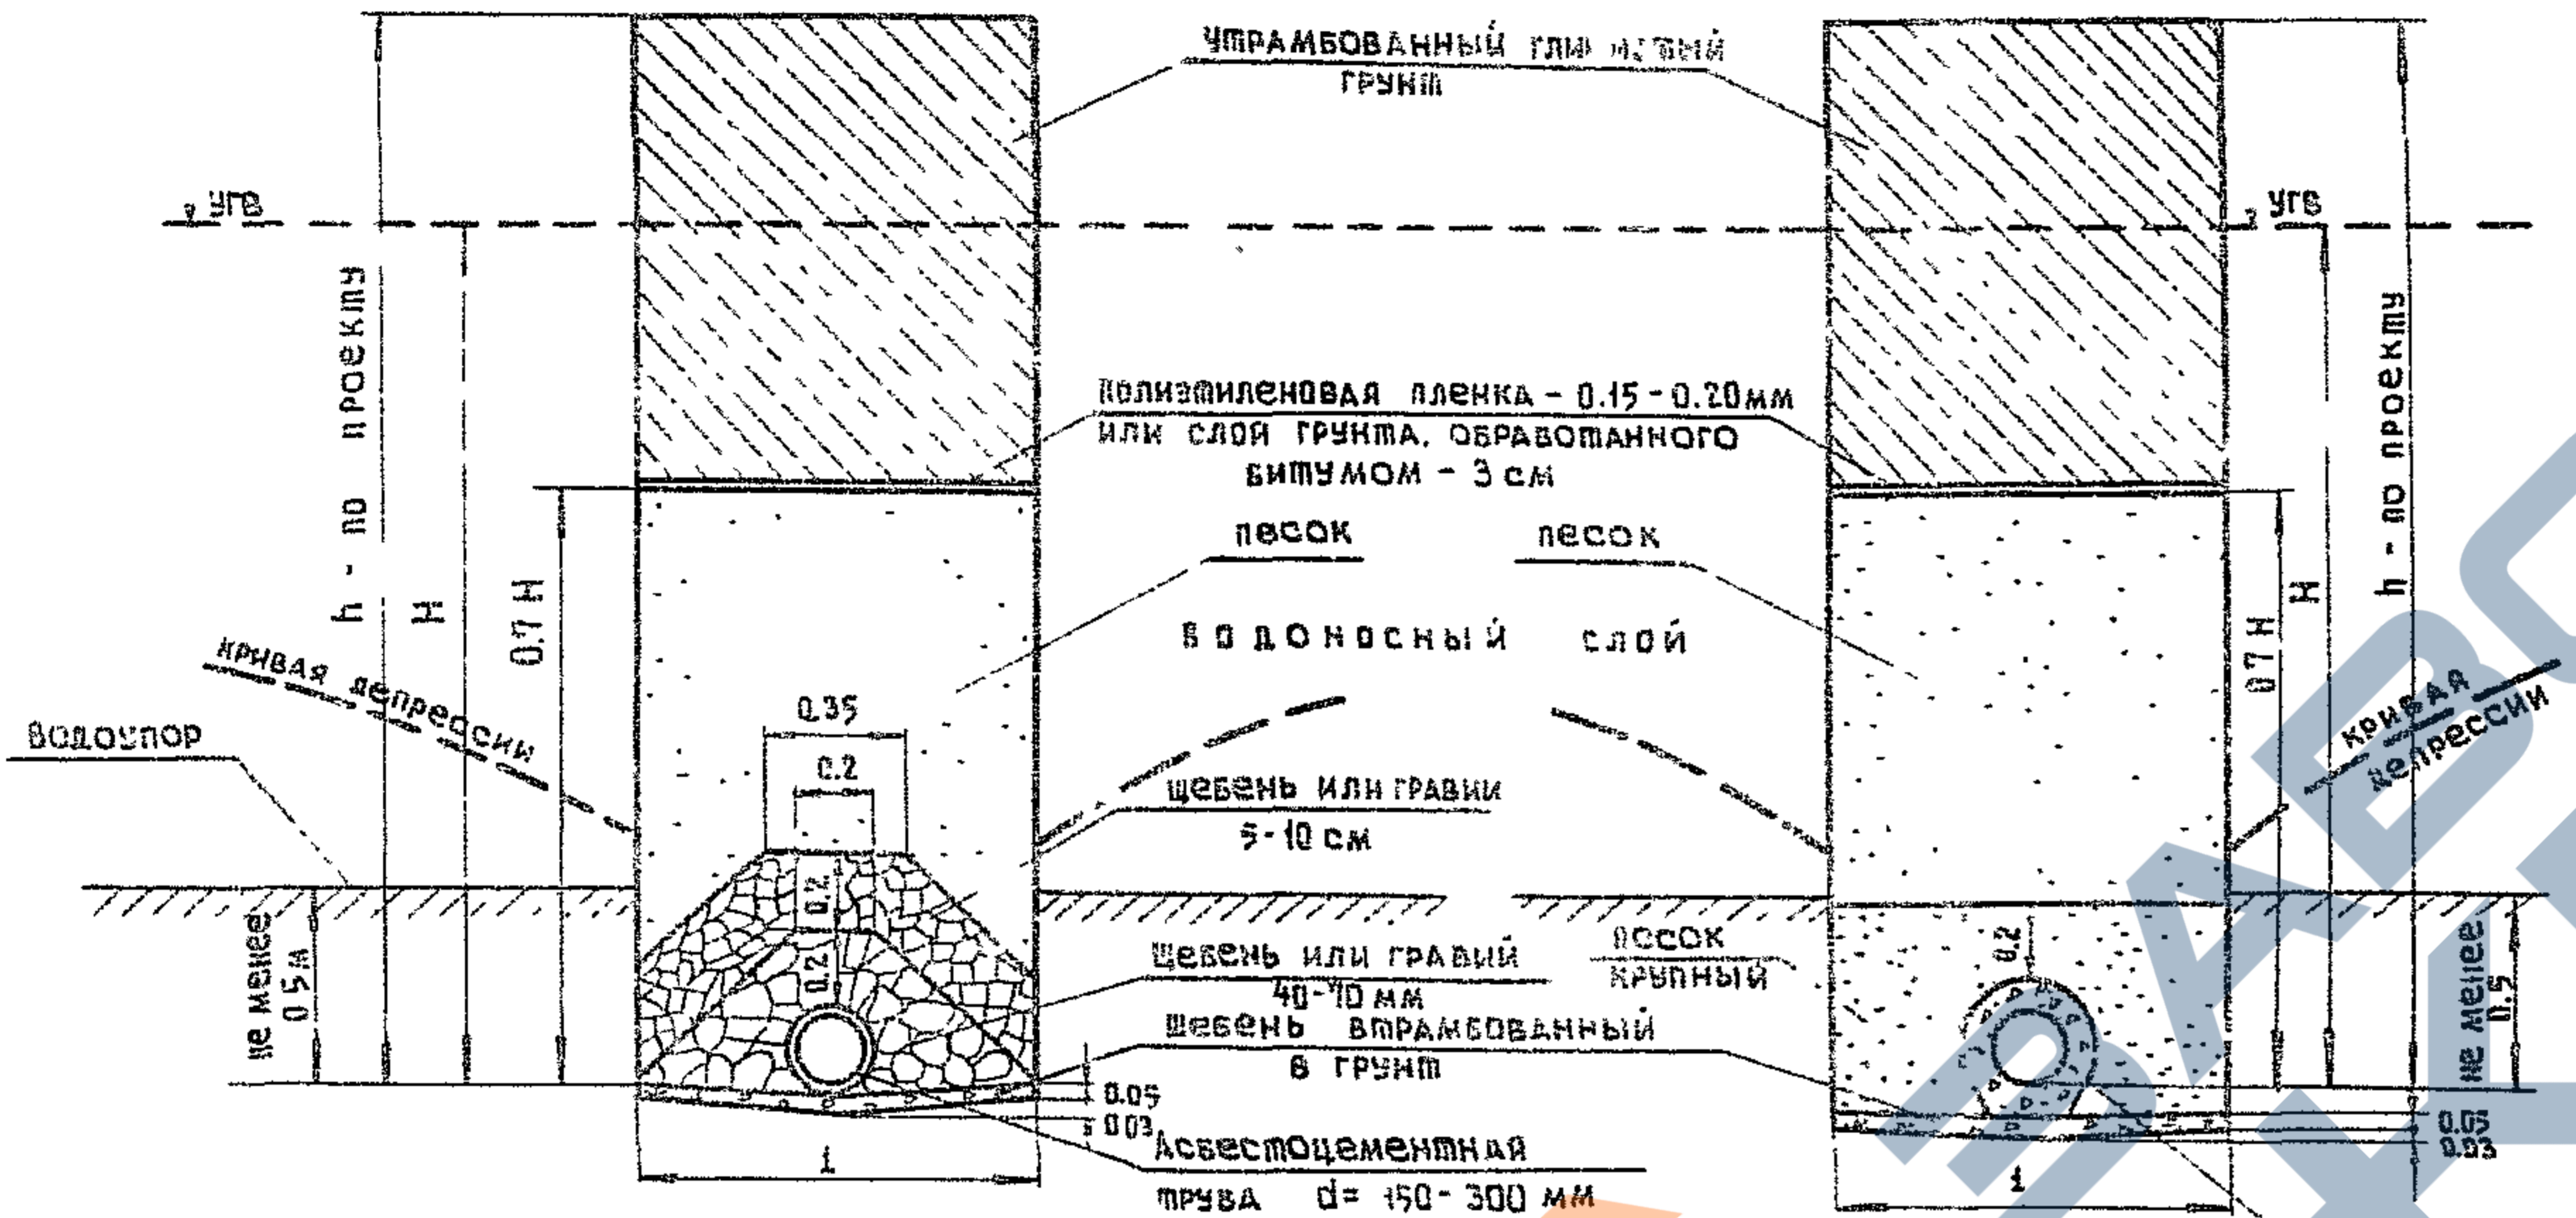 УТРАМБОВАННЫЙ
ГРУНТ
УГВ
УГВ
h - по проекту
H
0.7 H
ПОЛИЭТИЛЕНОВАЯ ПЛЕНКА - 0.15 - 0.20 мм
ИЛИ СЛОЙ ГРУНТА, ОБРАБОТАННОГО
БИТУМОМ - 3 см
песок
песок
h - по проекту
H
0.7 H
водоносный слой
кривая депрессии
кривая
депрессии
ВОДОУПОР
0.35
0.2
0.2
0.2
щебень или гравий
5-10 см
не менее
0.5 м
щебень или гравий
40-70 мм
песок
крупный
0.2
не менее
0.5
щебень втрамбованный
в грунт
0.05
0.03
0.05
0.03
Асбестоцементная
труба d = 150 - 300 мм
1
1